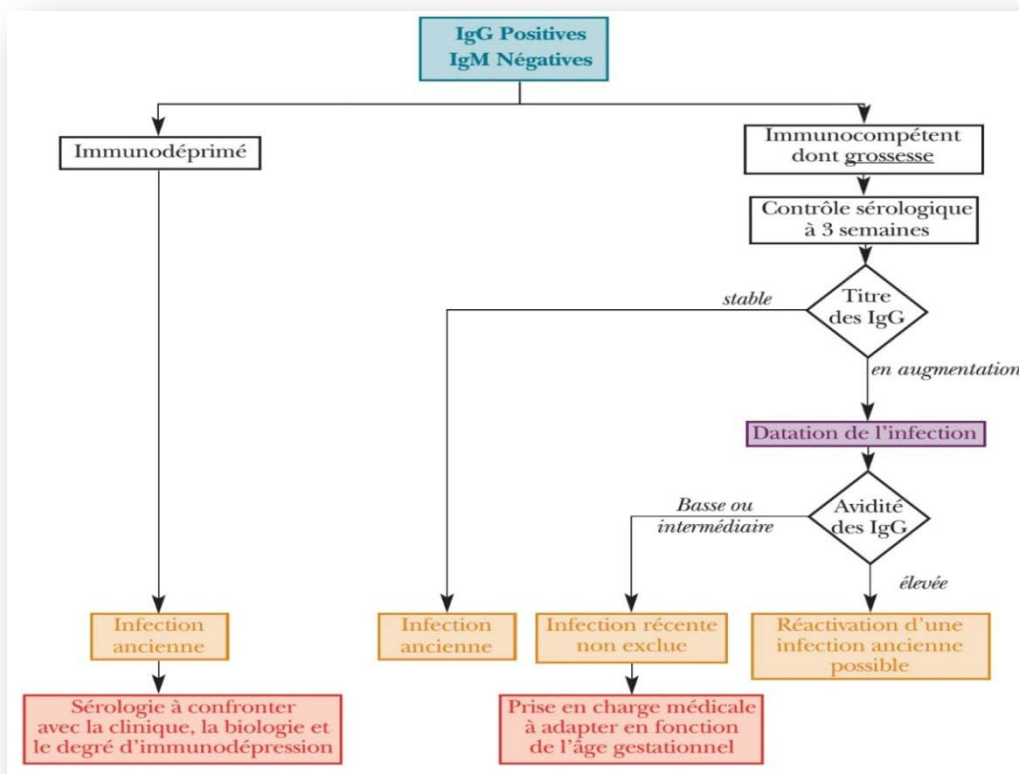 IgG Positives
IgM Négatives
Immunodéprimé
Immunocompétent
dont grossesse
Contrôle sérologique
à 3 semaines
stable
Titre
des IgG
en augmentation
Datation de l'infection
Basse ou
intermédiaire
Avidité
des IgG
élevée
Infection
ancienne
Infection
ancienne
Infection récente
non exclue
Réactivation d'une
infection ancienne
possible
Sérologie à confronter
avec la clinique, la biologie et
le degré d'immunodépression
Prise en charge médicale
à adapter en fonction
de l'âge gestationnel